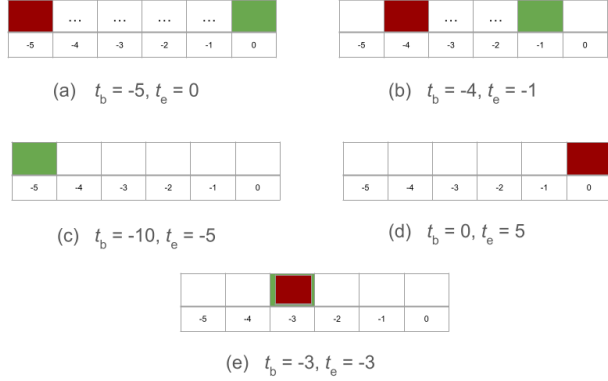 ... ... ... ...
-5 -4 -3 -2 -1 0
(a) t_b = -5, t_e = 0
... ...
-5 -4 -3 -2 -1 0
(b) t_b = -4, t_e = -1
-5 -4 -3 -2 -1 0
(c) t_b = -10, t_e = -5
-5 -4 -3 -2 -1 0
(d) t_b = 0, t_e = 5
-5 -4 -3 -2 -1 0
(e) t_b = -3, t_e = -3